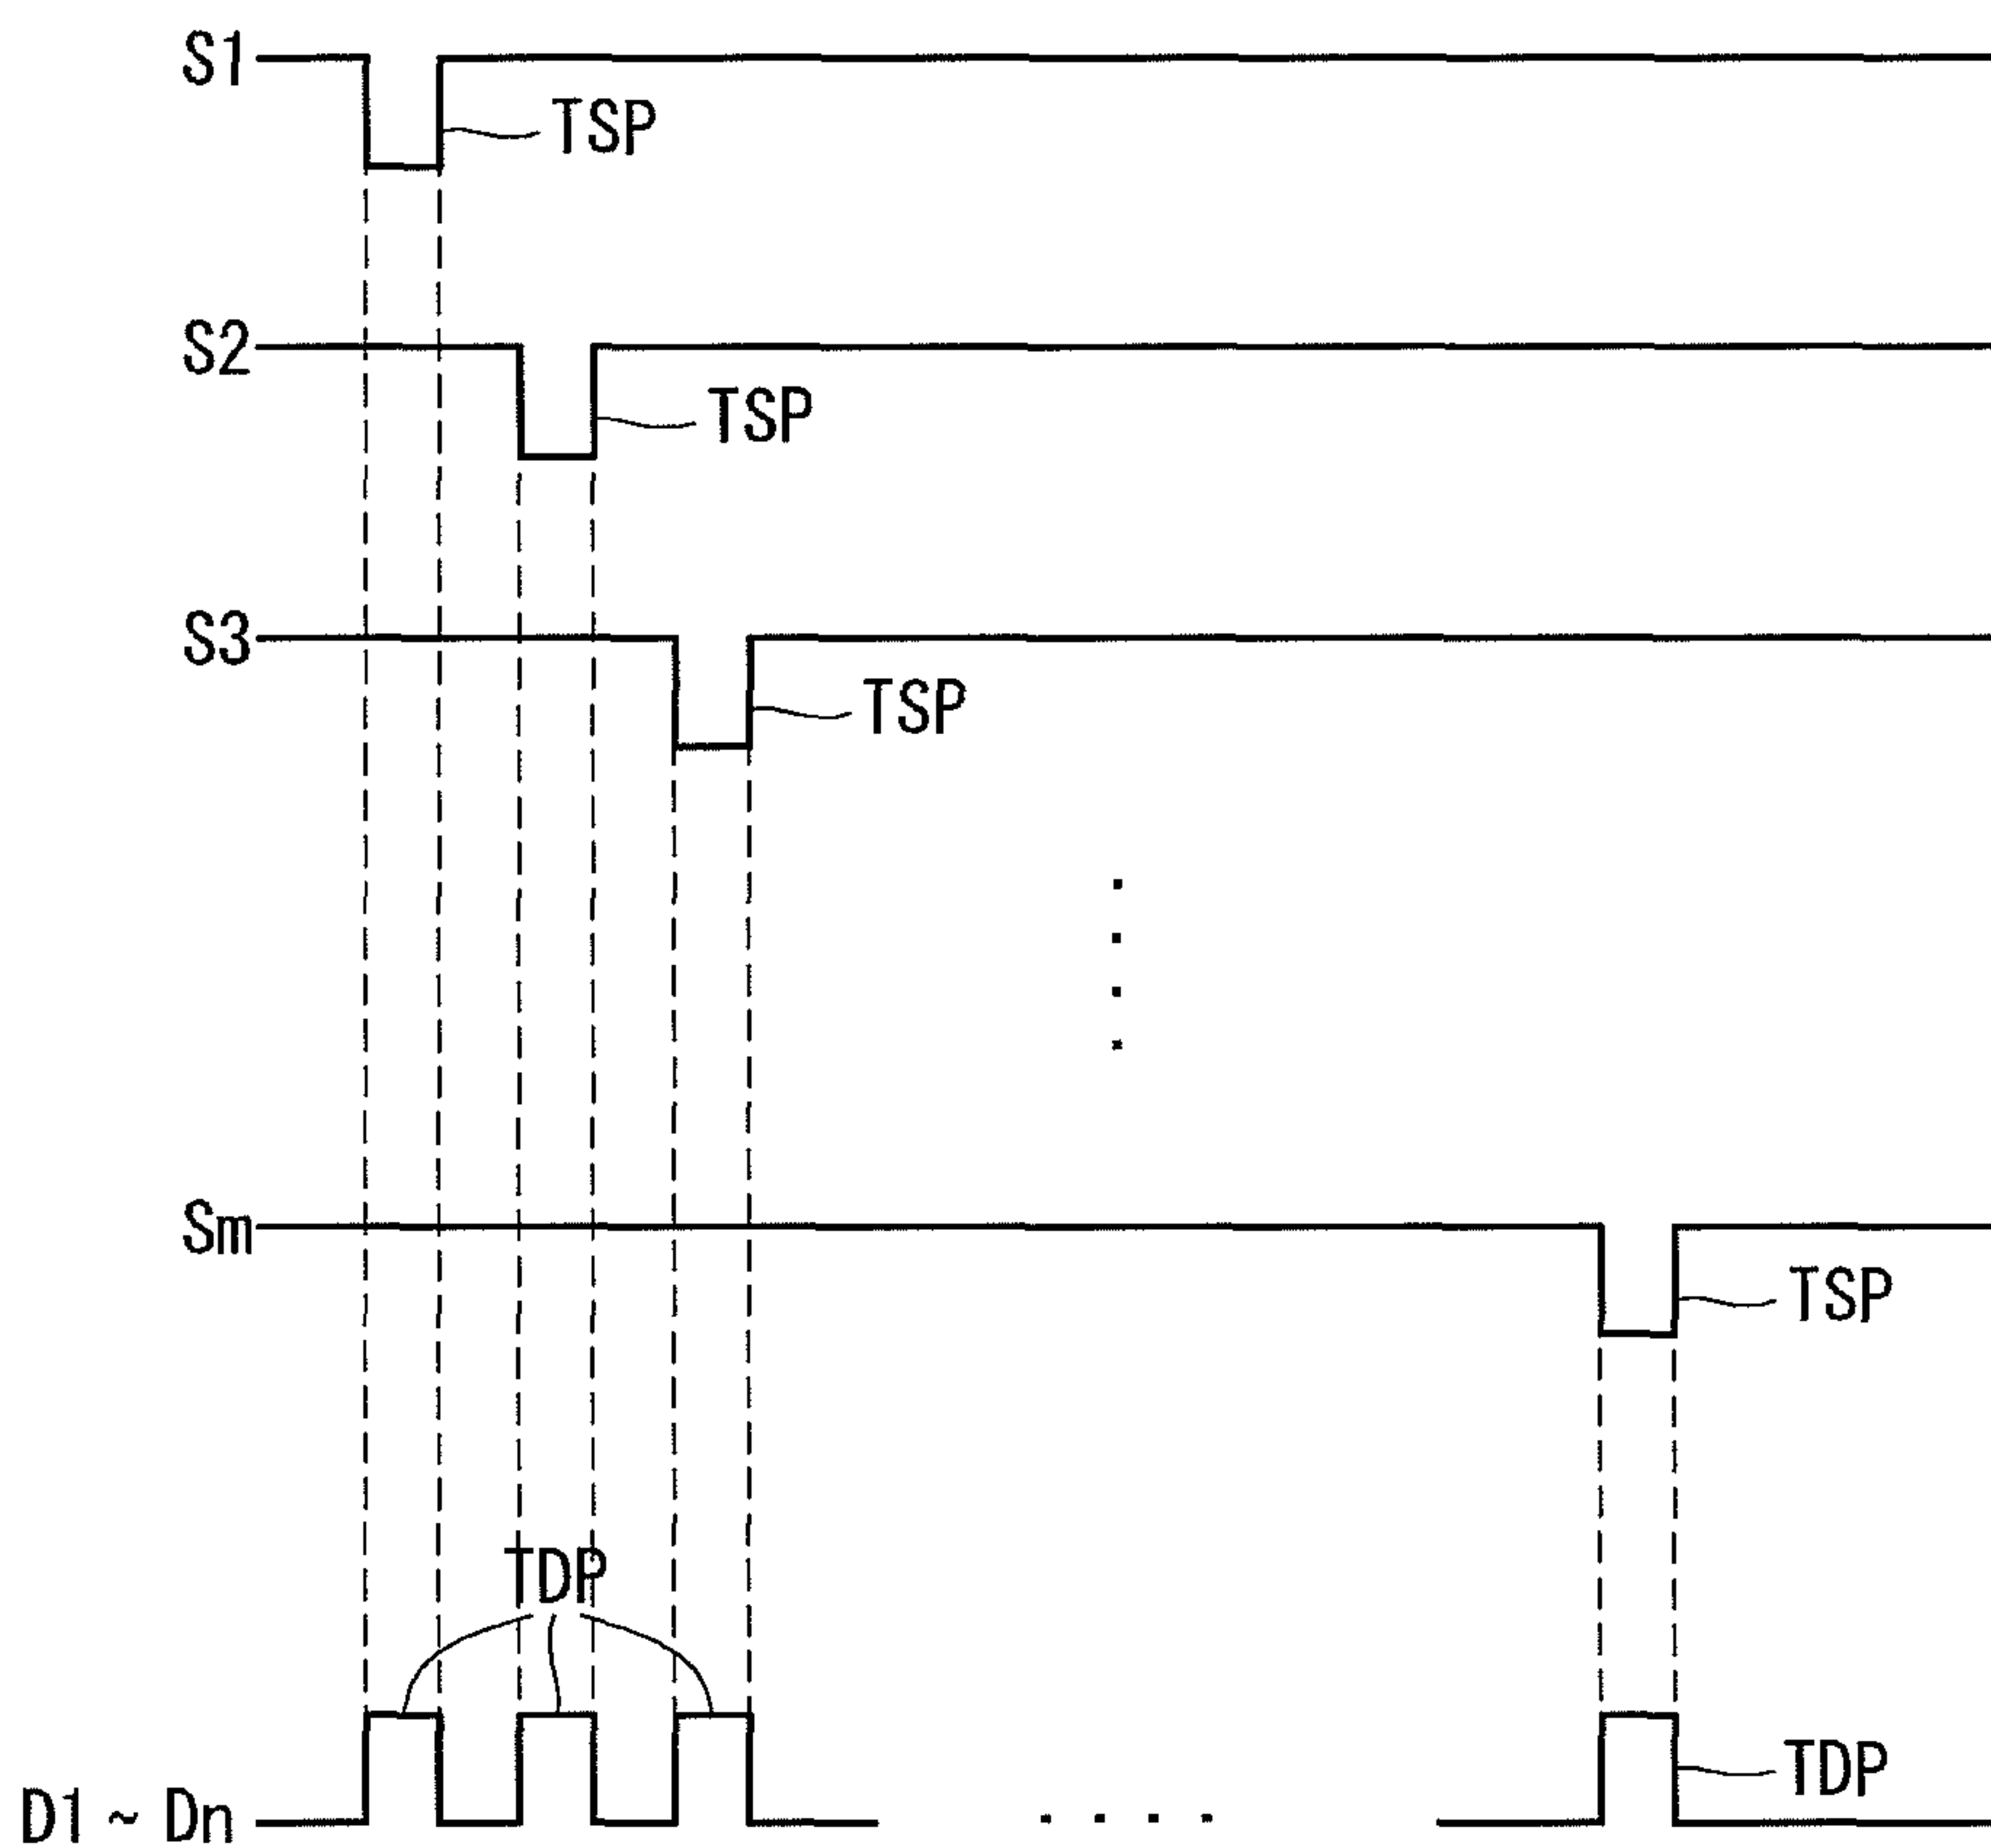 S1
TSP
S2
TSP
S3
TSP
Sm
TSP
TDP
TDP
D1 ~ Dn